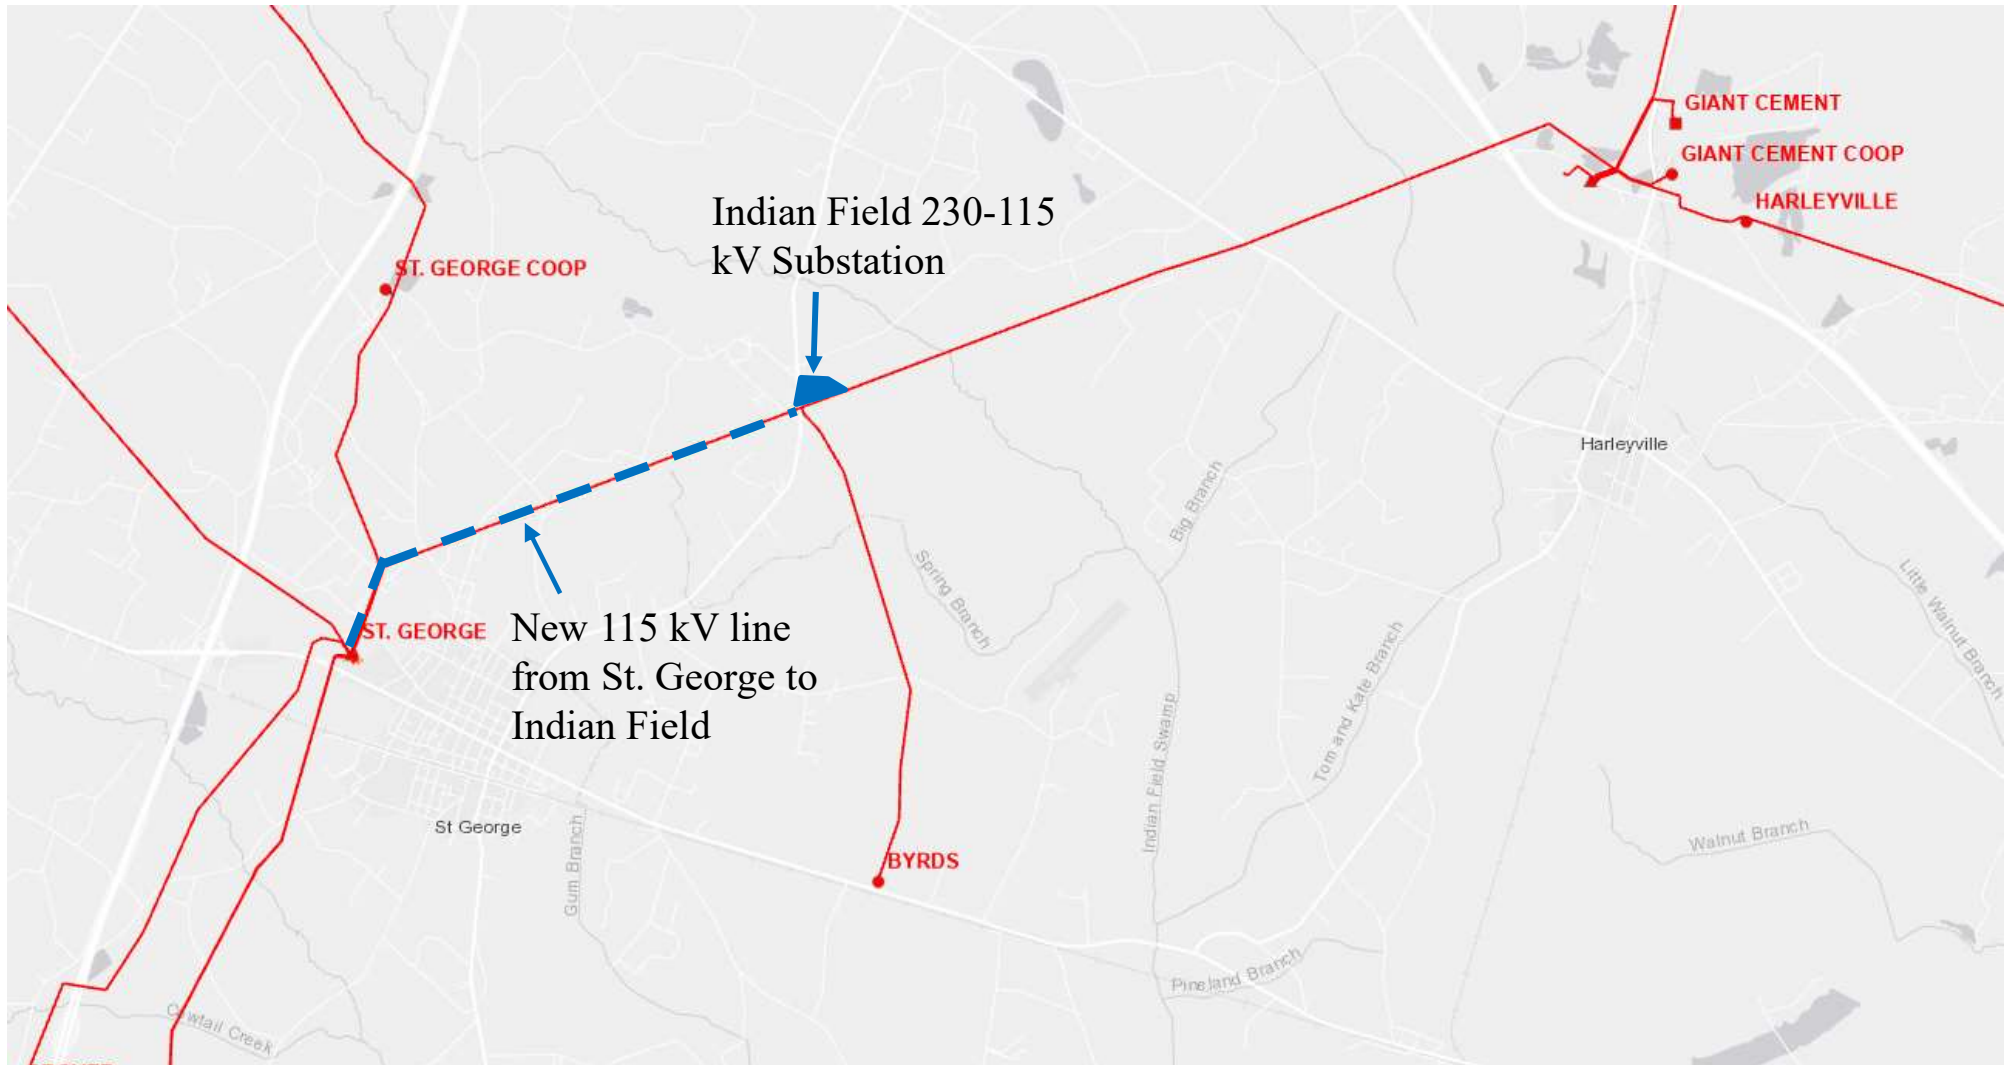 GIANT CEMENT
GIANT CEMENT COOP
HARLEYVILLE
Indian Field 230-115
kV Substation
ST. GEORGE COOP
Harleyville
Big Branch
Spring Branch
Little Walnut Branch
ST. GEORGE
New 115 kV line
from St. George to
Indian Field
Tom and Kate Branch
Indian Field Swamp
St George
Gum Branch
Walnut Branch
BYRDS
Pineland Branch
Cowtail Creek